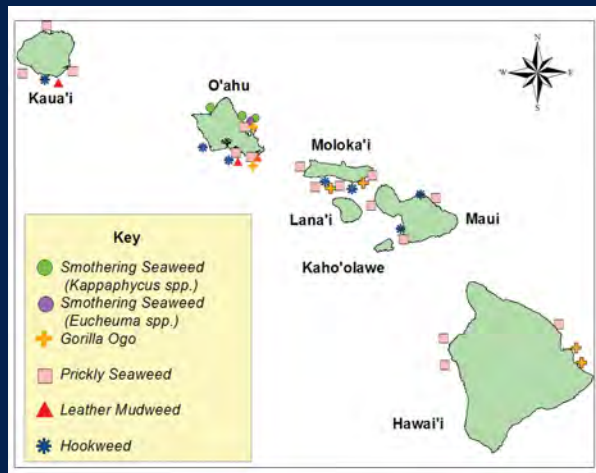 N
W
E
S
Kaua'i
O'ahu
Moloka'i
Lana'i
Maui
Kaho'olawe
Hawai'i
Key
Smothering Seaweed
(Kappaphycus spp.)
Smothering Seaweed
(Eucheuma spp.)
Gorilla Ogo
Prickly Seaweed
Leather Mudweed
Hookweed